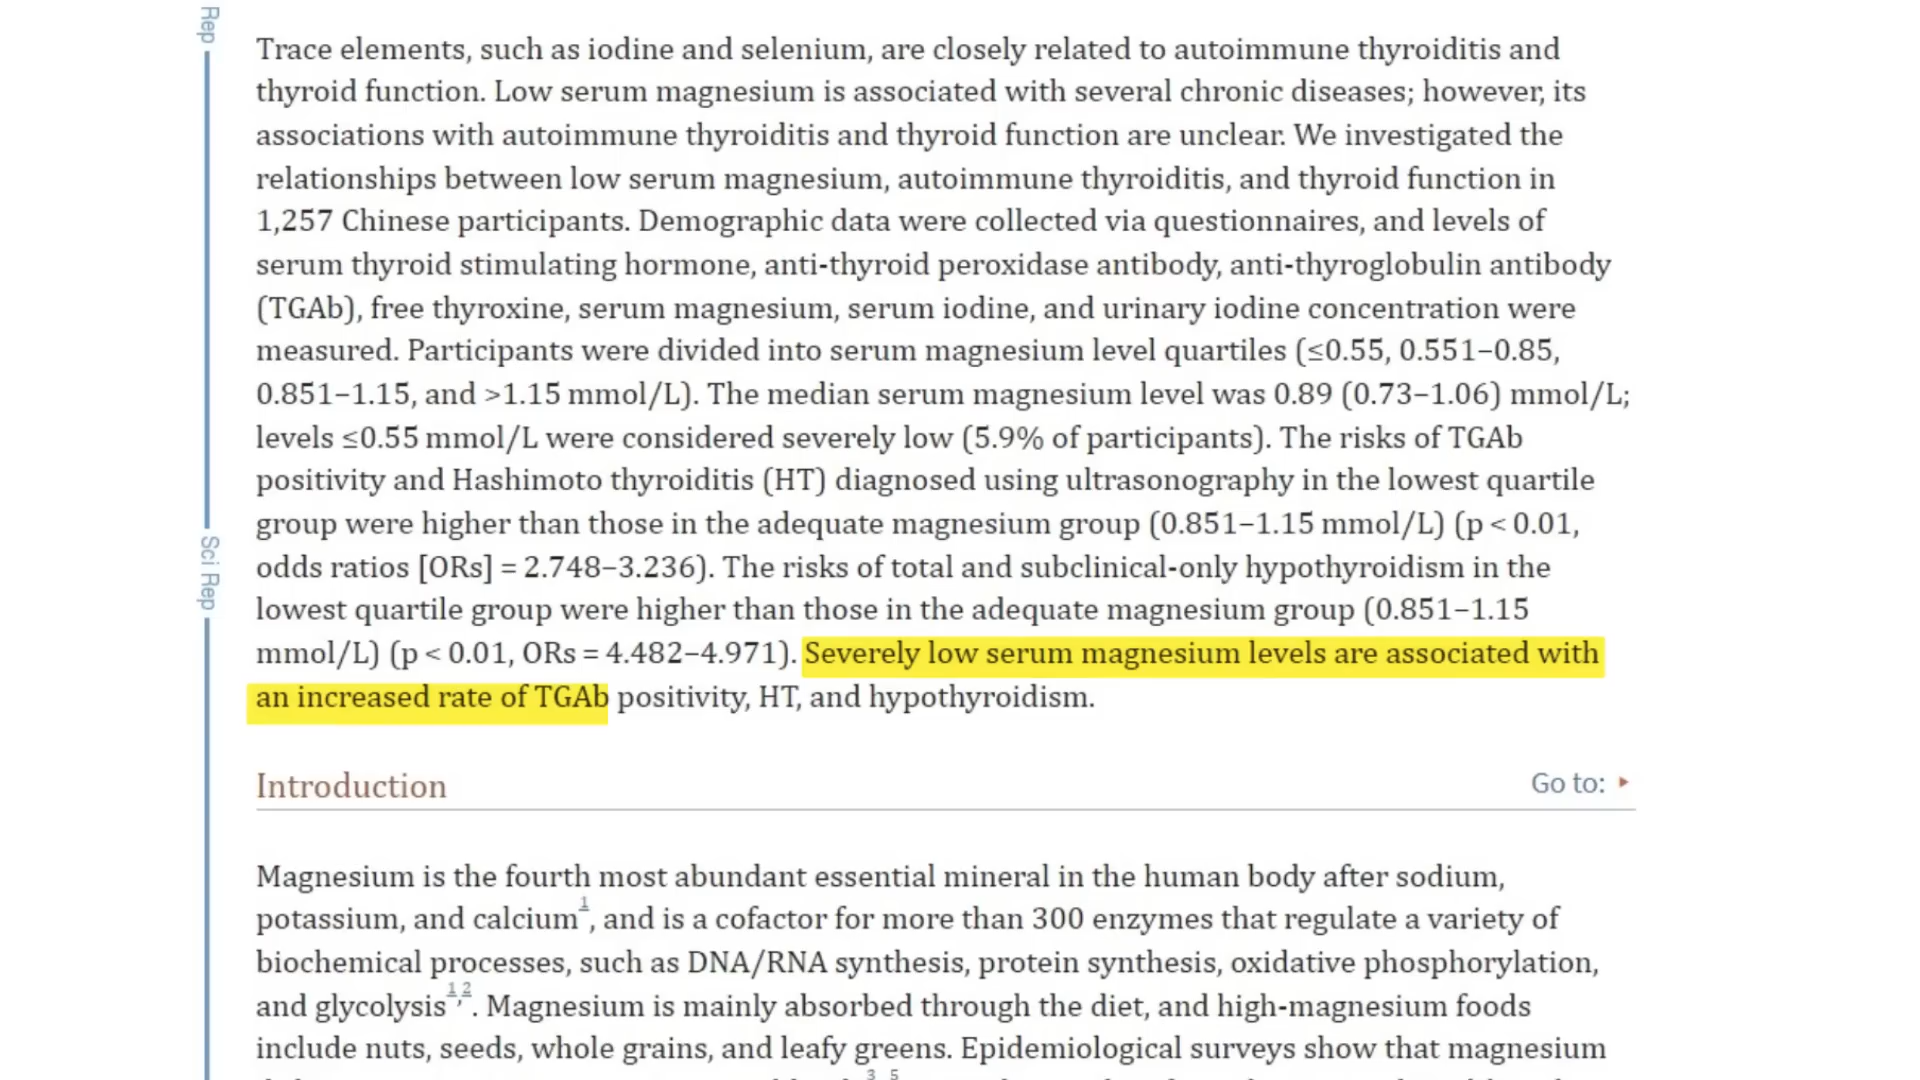 Rep
Sci Rep
Trace elements, such as iodine and selenium, are closely related to autoimmune thyroiditis and
thyroid function. Low serum magnesium is associated with several chronic diseases; however, its
associations with autoimmune thyroiditis and thyroid function are unclear. We investigated the
relationships between low serum magnesium, autoimmune thyroiditis, and thyroid function in
1,257 Chinese participants. Demographic data were collected via questionnaires, and levels of
serum thyroid stimulating hormone, anti-thyroid peroxidase antibody, anti-thyroglobulin antibody
(TGAb), free thyroxine, serum magnesium, serum iodine, and urinary iodine concentration were
measured. Participants were divided into serum magnesium level quartiles (≤0.55, 0.551–0.85,
0.851–1.15, and >1.15 mmol/L). The median serum magnesium level was 0.89 (0.73–1.06) mmol/L;
levels ≤0.55 mmol/L were considered severely low (5.9% of participants). The risks of TGAb
positivity and Hashimoto thyroiditis (HT) diagnosed using ultrasonography in the lowest quartile
group were higher than those in the adequate magnesium group (0.851–1.15 mmol/L) (p < 0.01,
odds ratios [ORs] = 2.748–3.236). The risks of total and subclinical-only hypothyroidism in the
lowest quartile group were higher than those in the adequate magnesium group (0.851–1.15
mmol/L) (p < 0.01, ORs = 4.482–4.971). Severely low serum magnesium levels are associated with
an increased rate of TGAb positivity, HT, and hypothyroidism.
Introduction
Go to:
Magnesium is the fourth most abundant essential mineral in the human body after sodium,
potassium, and calcium1, and is a cofactor for more than 300 enzymes that regulate a variety of
biochemical processes, such as DNA/RNA synthesis, protein synthesis, oxidative phosphorylation,
and glycolysis1,2. Magnesium is mainly absorbed through the diet, and high-magnesium foods
include nuts, seeds, whole grains, and leafy greens. Epidemiological surveys show that magnesium
3 5